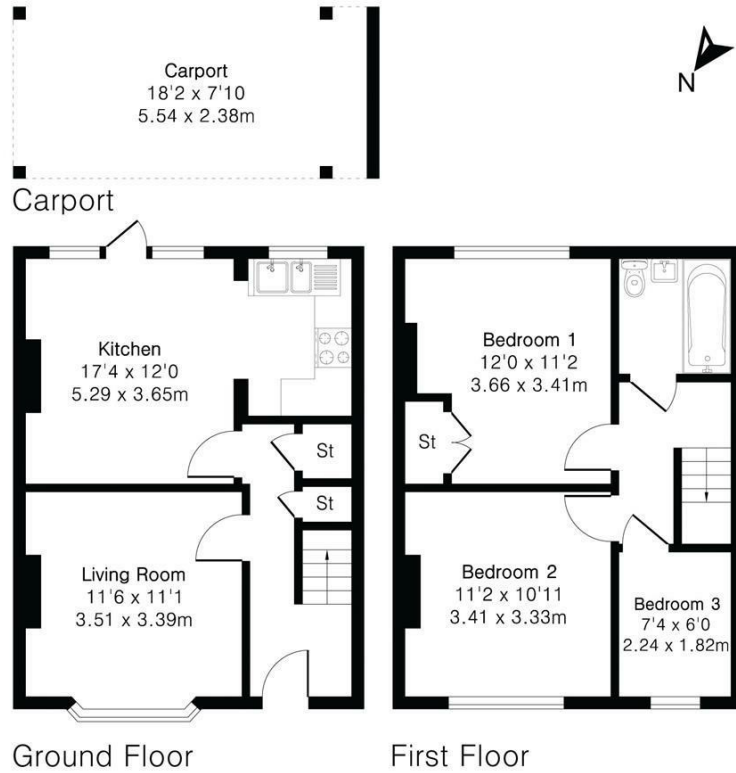 Carport
18'2 x 7'10
5.54 x 2.38m
N
Carport
Kitchen
17'4 x 12'0
5.29 x 3.65m
St
St
Living Room
11'6 x 11'1
3.51 x 3.39m
Ground Floor
Bedroom 1
12'0 x 11'2
3.66 x 3.41m
St
Bedroom 2
11'2 x 10'11
3.41 x 3.33m
Bedroom 3
7'4 x 6'0
2.24 x 1.82m
First Floor